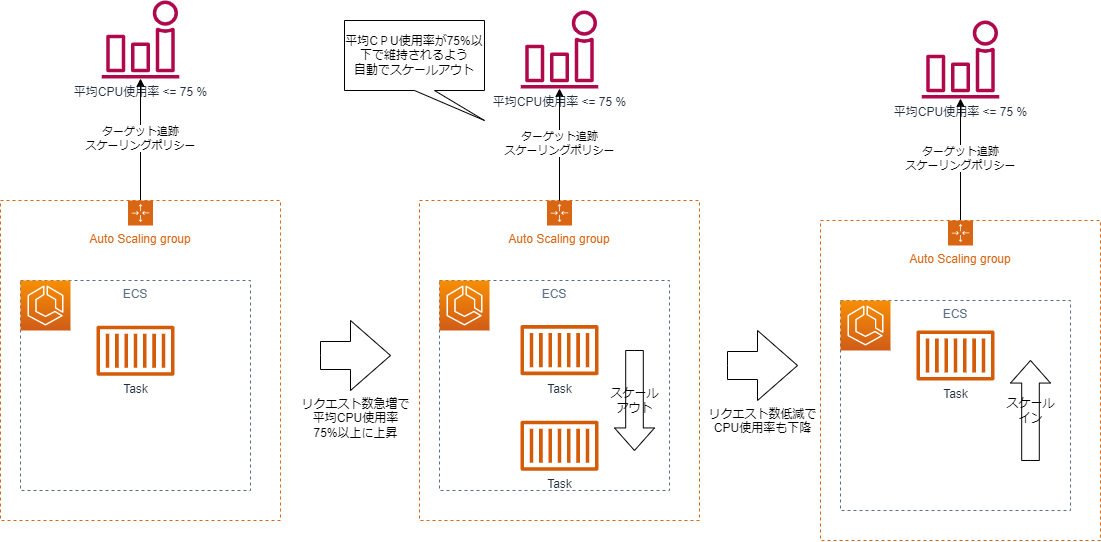 平均CPU使用率 <= 75 %
ターゲット追跡
スケーリングポリシー
Auto Scaling group
ECS
Task
リクエスト数急増で
平均CPU使用率
75%以上に上昇
平均ＣＰＵ使用率が75%以
下で維持されるよう
自動でスケールアウト
平均CPU使用率 <= 75 %
ターゲット追跡
スケーリングポリシー
Auto Scaling group
ECS
Task
スケール
アウト
Task
リクエスト数低減で
CPU使用率も下降
平均CPU使用率 <= 75 %
ターゲット追跡
スケーリングポリシー
Auto Scaling group
ECS
Task
スケール
イン